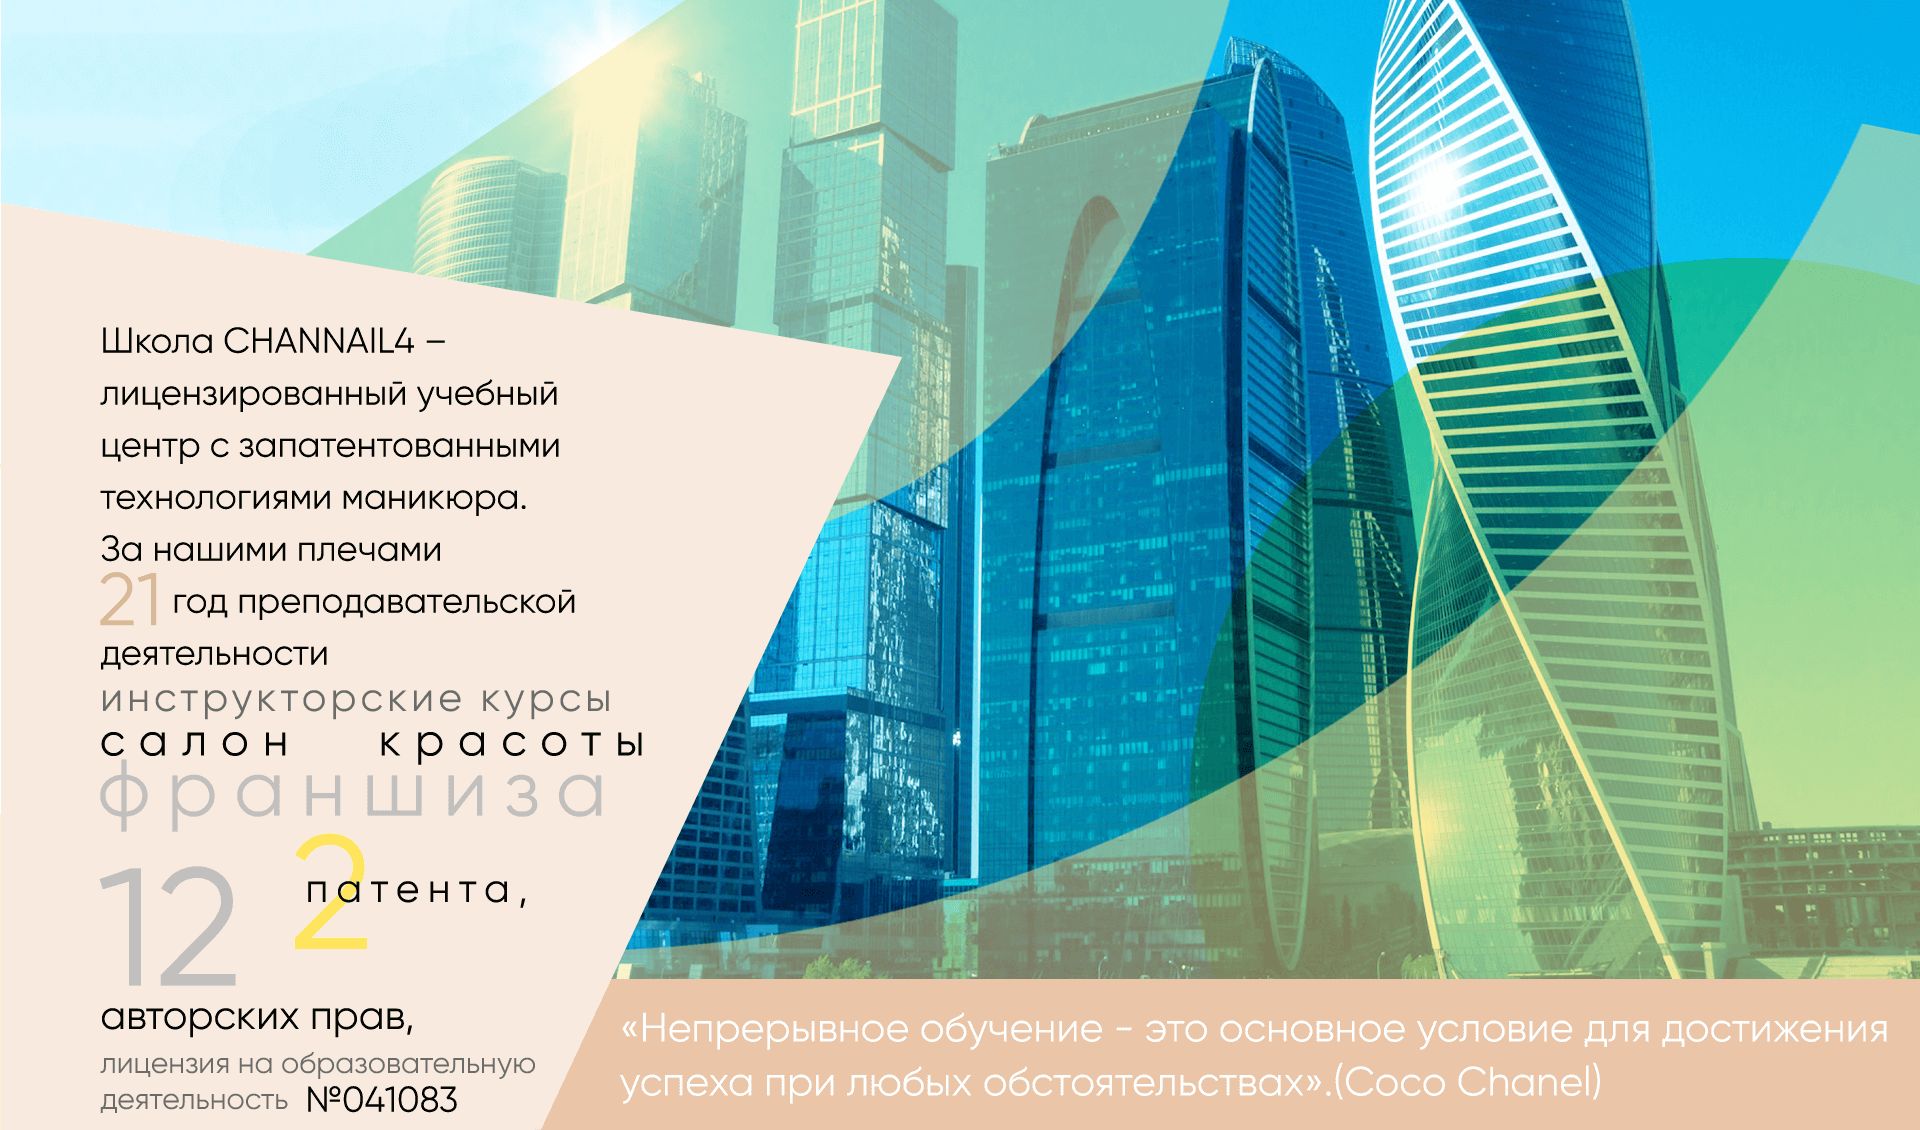 Школа CHANNAIL4 –
лицензированный учебный
центр с запатентованными
технологиями маникюра.
За нашими плечами
21 год преподавательской
деятельности
инструкторские курсы
салон красоты
франшиза
2 патента,
12
авторских прав,
лицензия на образовательную
деятельность №041083
«Непрерывное обучение - это основное условие для достижения
успеха при любых обстоятельствах».(Coco Chanel)